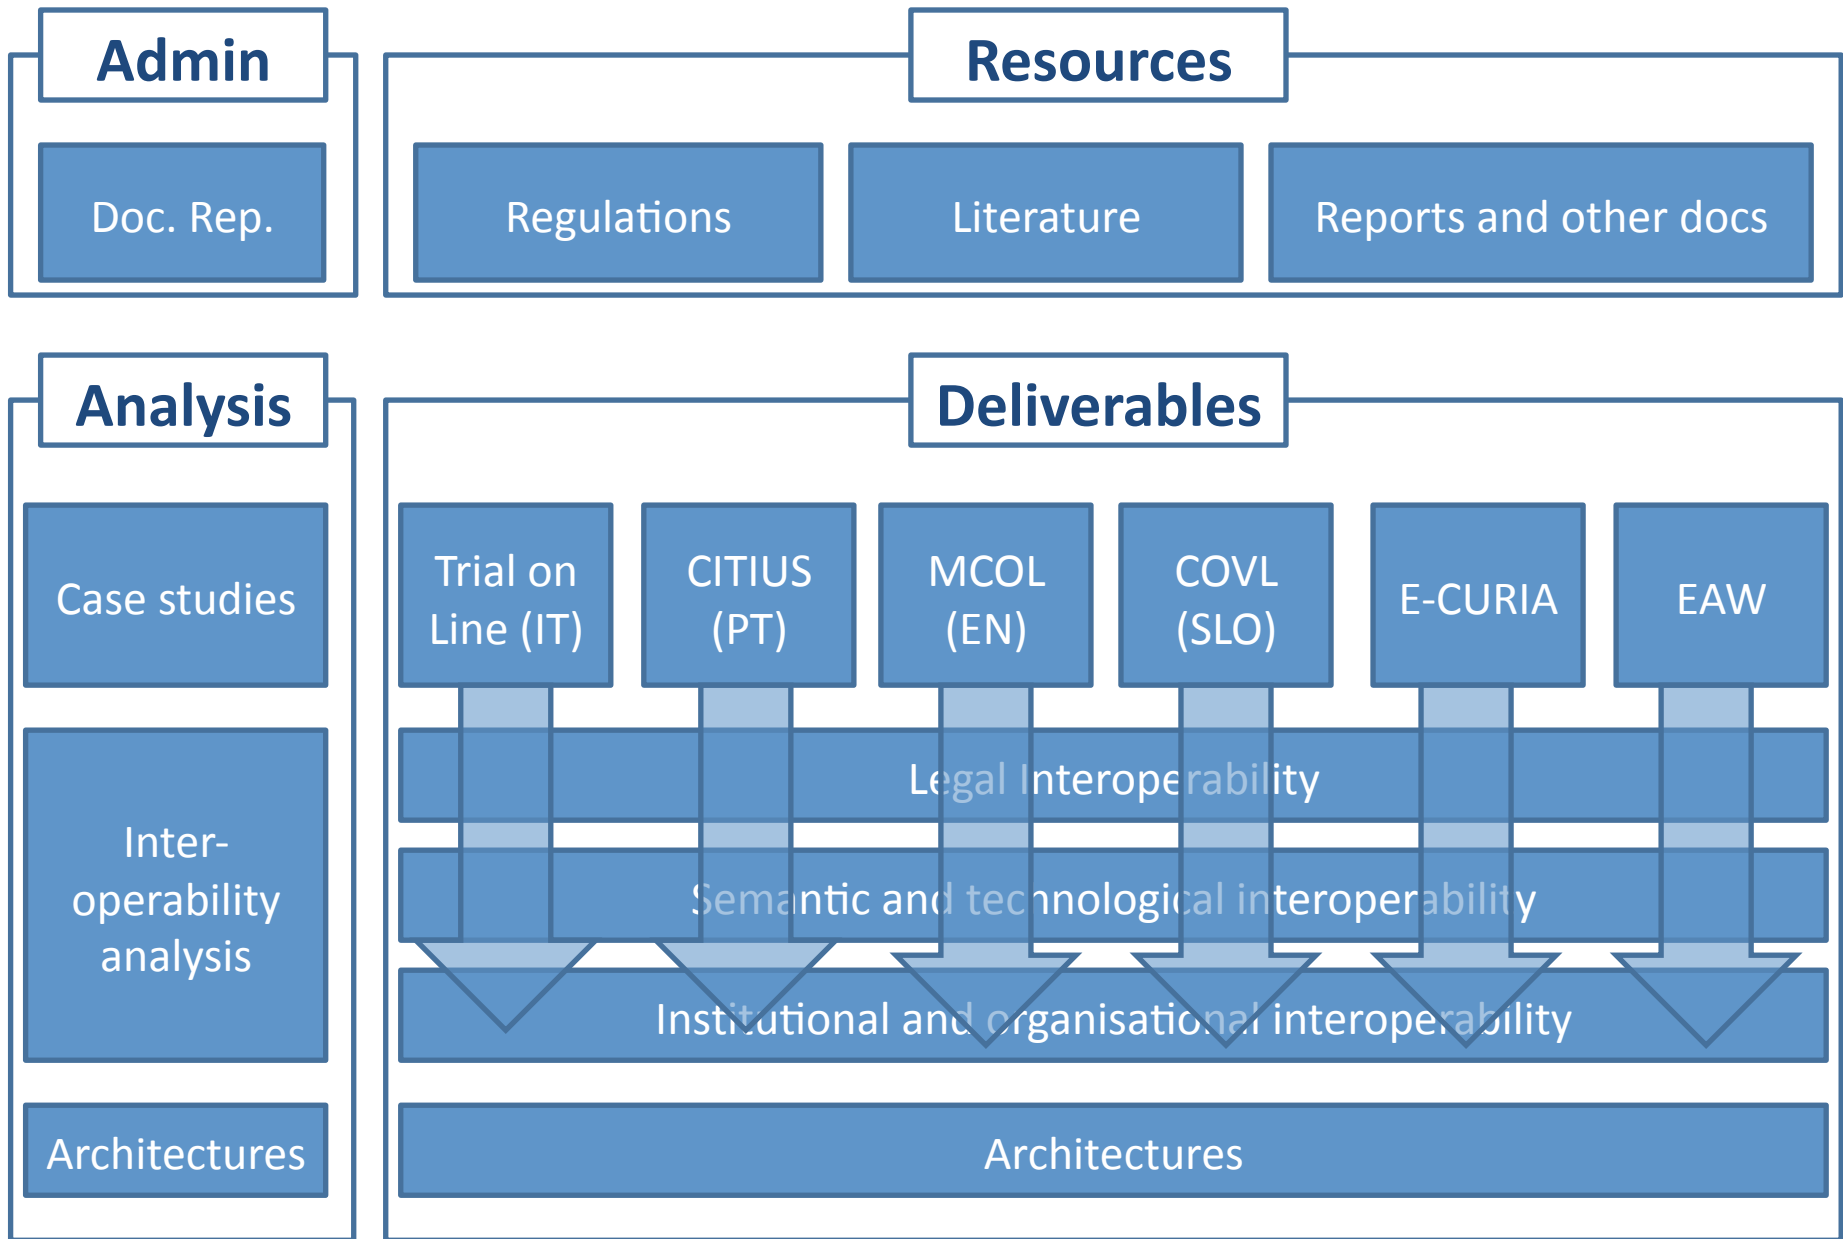 Admin
Resources
Doc. Rep.
Regulations
Literature
Reports and other docs
Analysis
Deliverables
Case studies
Trial on
Line (IT)
CITIUS
(PT)
MCOL
(EN)
COVL
(SLO)
E-CURIA
EAW
Inter-
operability
analysis
Legal Interoperability
Semantic and technological interoperability
Institutional and organisational interoperability
Architectures
Architectures